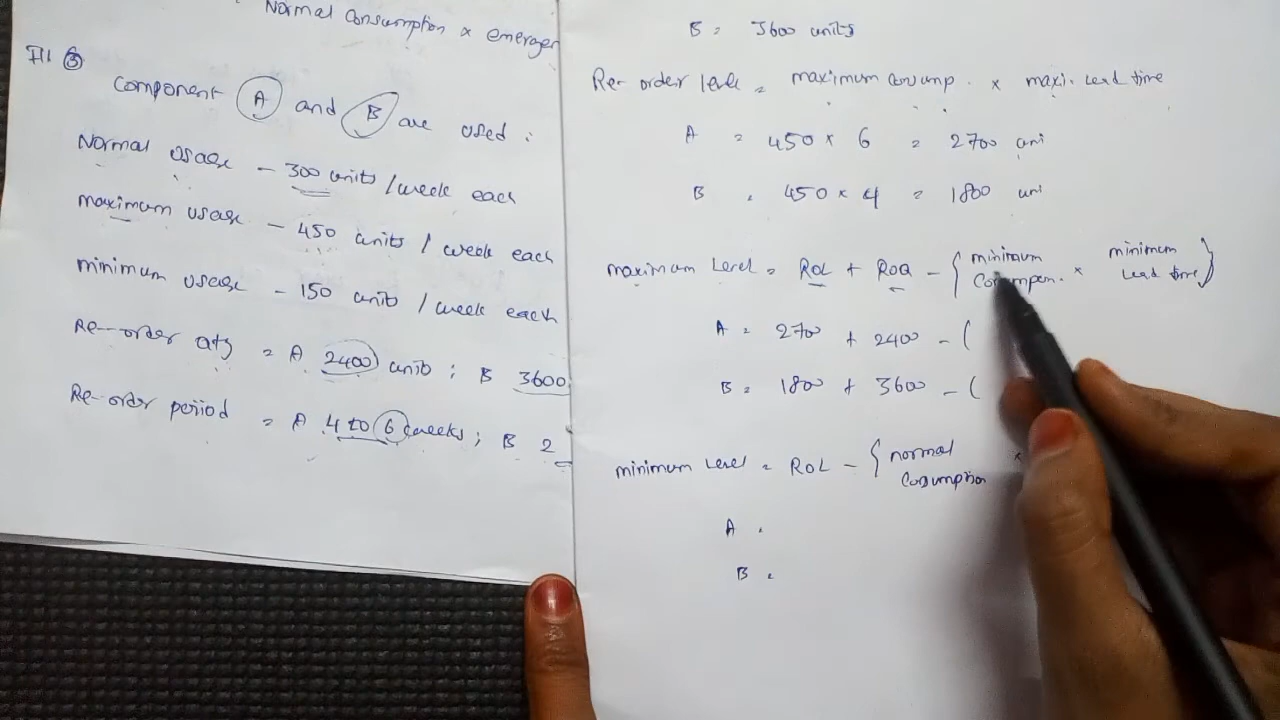 Normal Consumption x emergen
Ill 3
Component A and B are used :
Normal usage - 300 units / week each
maximum usage - 450 units / week each
minimum usage - 150 units / week each
Re-order qty = A 2400 units ; B 3600
Re-order period = A 4 to 6 weeks ; B 2
B = 3600 units
Re-order level = maximum consump. x maxi. Lead time
A = 450 x 6 = 2700 uni
B = 450 x 4 = 1800 uni
maximum Level = ROL + ROQ - { minimum Consumpen. x minimum Lead time }
A = 2700 + 2400 - (
B = 1800 + 3600 - (
minimum Level = ROL - { normal Consumption x
A =
B =